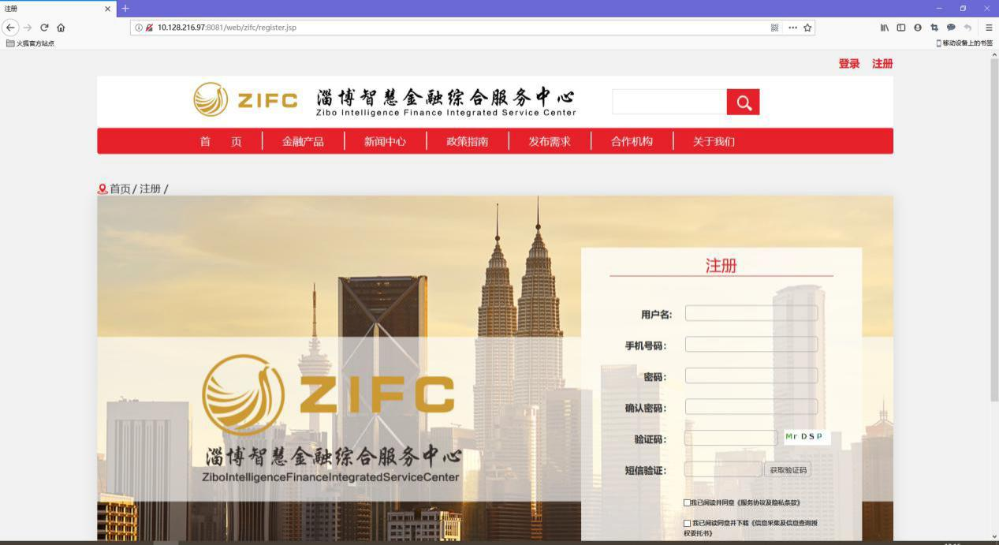 注册
10.128.216.97:8081/web/zifc/register.jsp
火狐官方站点
移动设备上的书签
登录 注册
ZIFC 淄博智慧金融综合服务中心
Zibo Intelligence Finance Integrated Service Center
首 页 金融产品 新闻中心 政策指南 发布需求 合作机构 关于我们
首页 / 注册 /
ZIFC
淄博智慧金融综合服务中心
ZiboIntelligenceFinanceIntegratedServiceCenter
注册
用户名:
手机号码:
密码:
确认密码:
验证码: MrDSP
短信验证: 获取验证码
我已阅读并同意《服务协议及隐私条款》
我已阅读同意并下载《信息采集及信息查询授
权委托书》